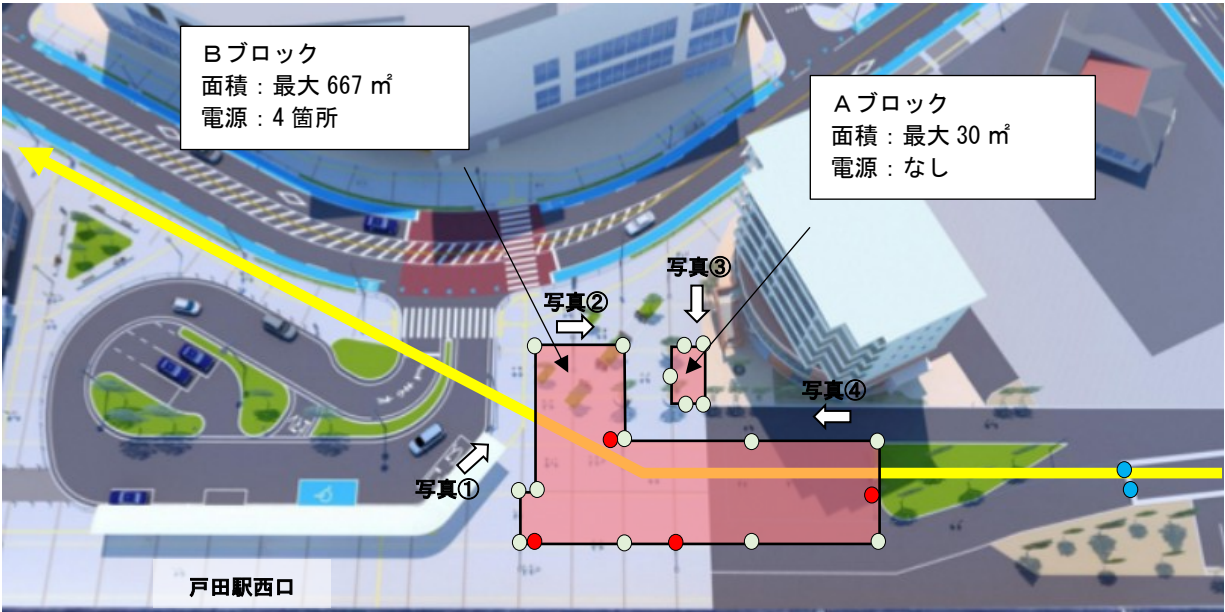 Bブロック
面積：最大 667 ㎡
電源：4 箇所
Aブロック
面積：最大 30 ㎡
電源：なし
写真③
写真②
写真④
写真①
戸田駅西口